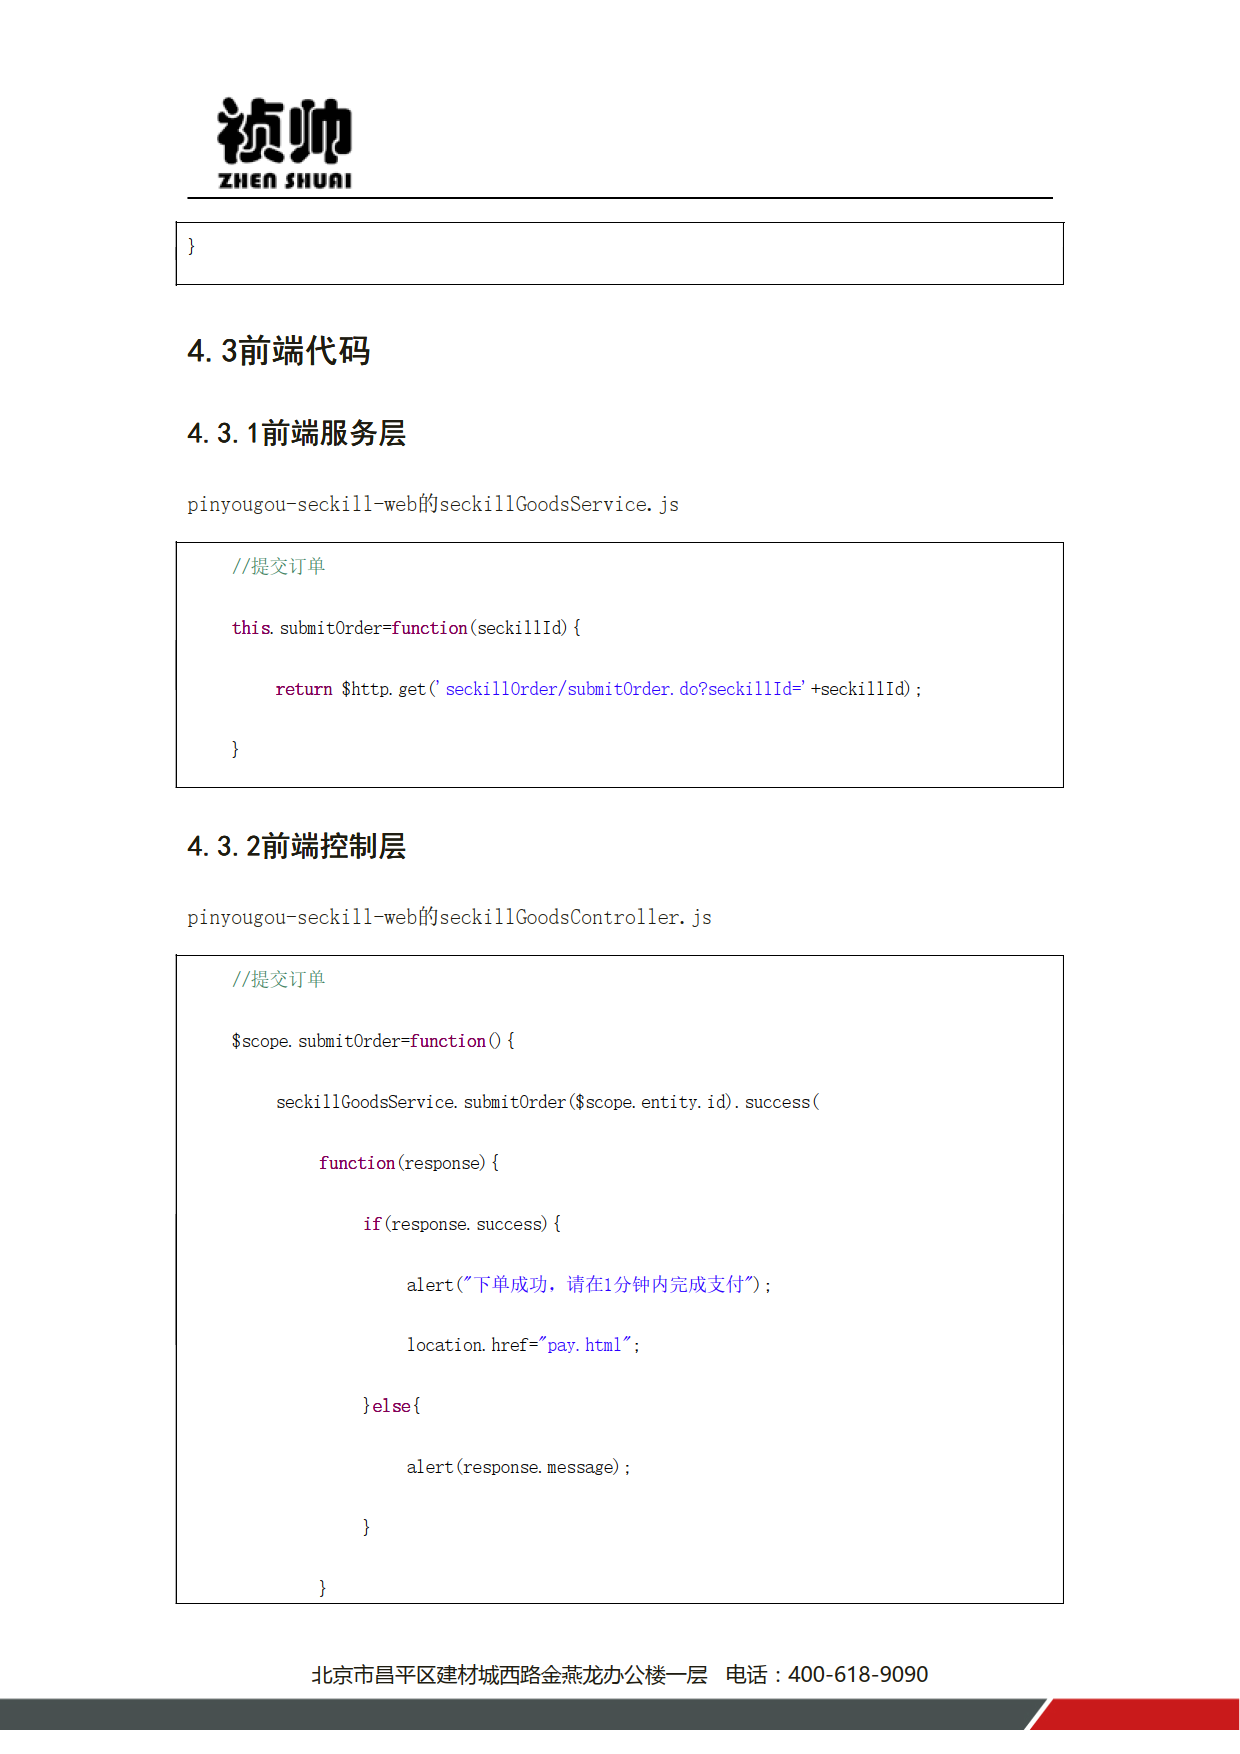 祯帅
ZHEN SHUAI
}
4.3前端代码
4.3.1前端服务层
pinyougou-seckill-web的seckillGoodsService.js
//提交订单
this.submitOrder=function(seckillId){
return $http.get('seckillOrder/submitOrder.do?seckillId='+seckillId);
}
4.3.2前端控制层
pinyougou-seckill-web的seckillGoodsController.js
//提交订单
$scope.submitOrder=function(){
seckillGoodsService.submitOrder($scope.entity.id).success(
function(response){
if(response.success){
alert("下单成功，请在1分钟内完成支付");
location.href="pay.html";
}else{
alert(response.message);
}
}
北京市昌平区建材城西路金燕龙办公楼一层 电话：400-618-9090